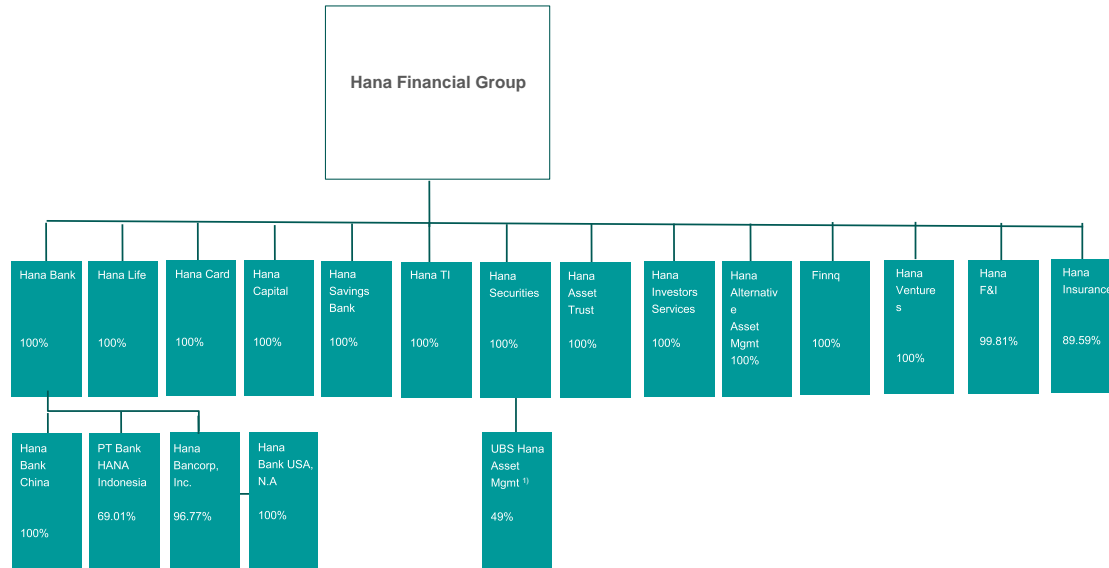 Hana Financial Group
Hana Bank
100%
Hana Life
100%
Hana Card
100%
Hana
Capital
100%
Hana
Savings
Bank
100%
Hana TI
100%
Hana
Securities
100%
Hana
Asset
Trust
100%
Hana
Investors
Services
100%
Hana
Alternativ
e
Asset
Mgmt
100%
Finnq
100%
Hana
Venture
s
100%
Hana
F&I
99.81%
Hana
Insurance
89.59%
Hana
Bank
China
100%
PT Bank
HANA
Indonesia
69.01%
Hana
Bancorp,
Inc.
96.77%
Hana
Bank USA,
N.A
100%
UBS Hana
Asset
Mgmt ¹⁾
49%